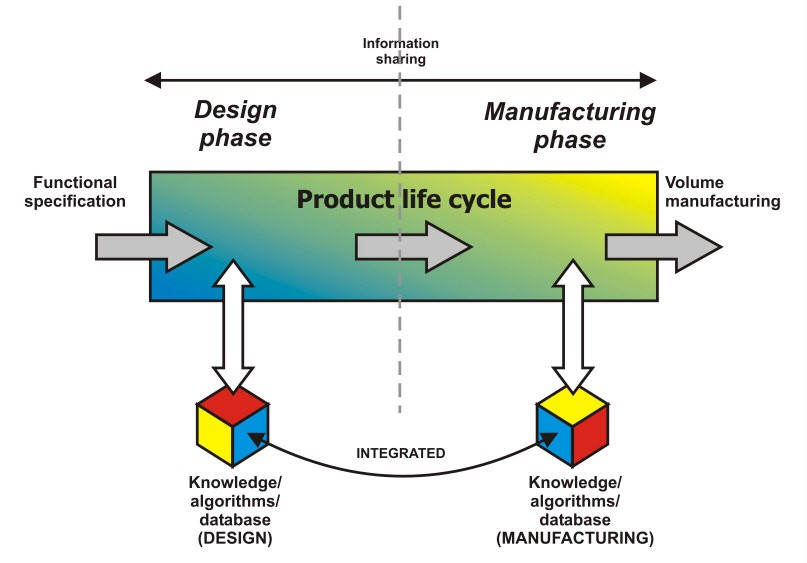 Information
sharing
Design
phase
Manufacturing
phase
Functional
specification
Product life cycle
Volume
manufacturing
INTEGRATED
Knowledge/
algorithms/
database
(DESIGN)
Knowledge/
algorithms/
database
(MANUFACTURING)